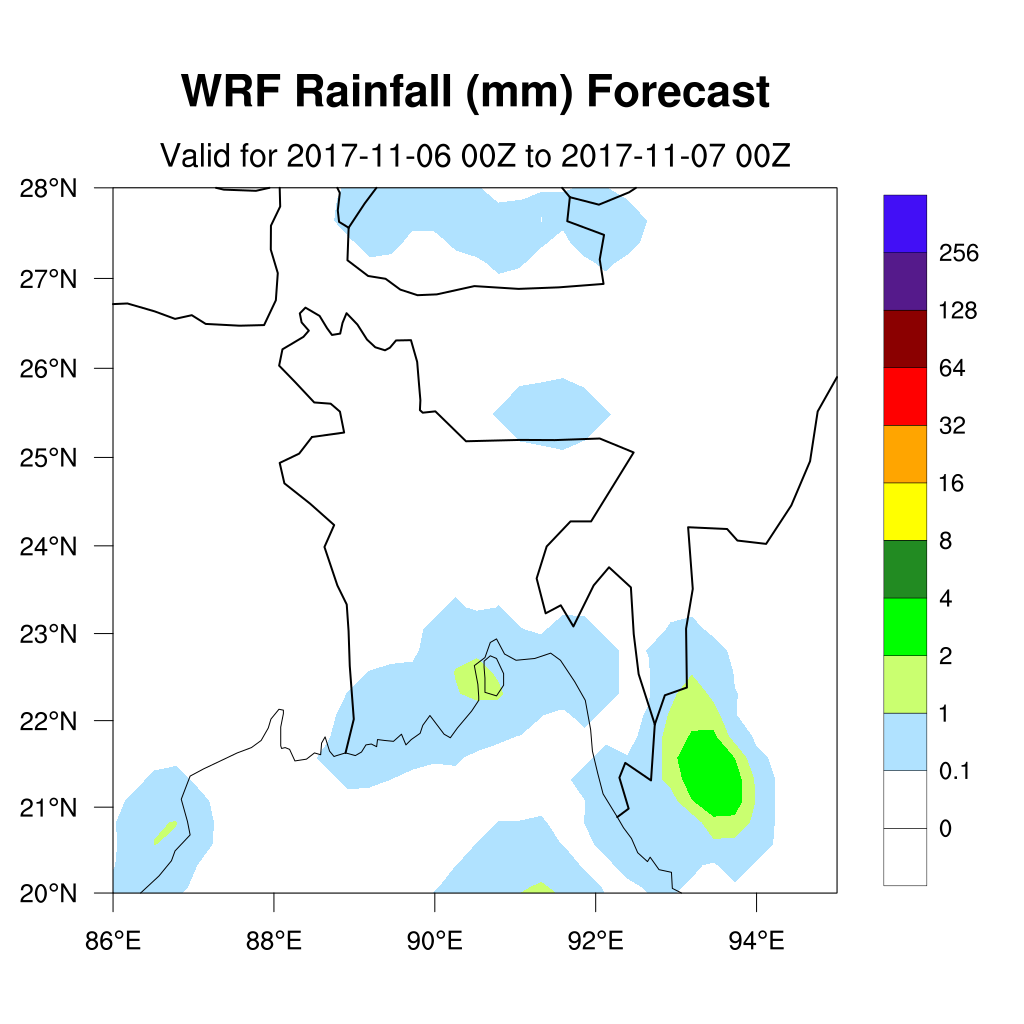 WRF Rainfall (mm) Forecast
Valid for 2017-11-06 00Z to 2017-11-07 00Z
28°N
27°N
26°N
25°N
24°N
23°N
22°N
21°N
20°N
86°E 88°E 90°E 92°E 94°E
256
128
64
32
16
8
4
2
1
0.1
0